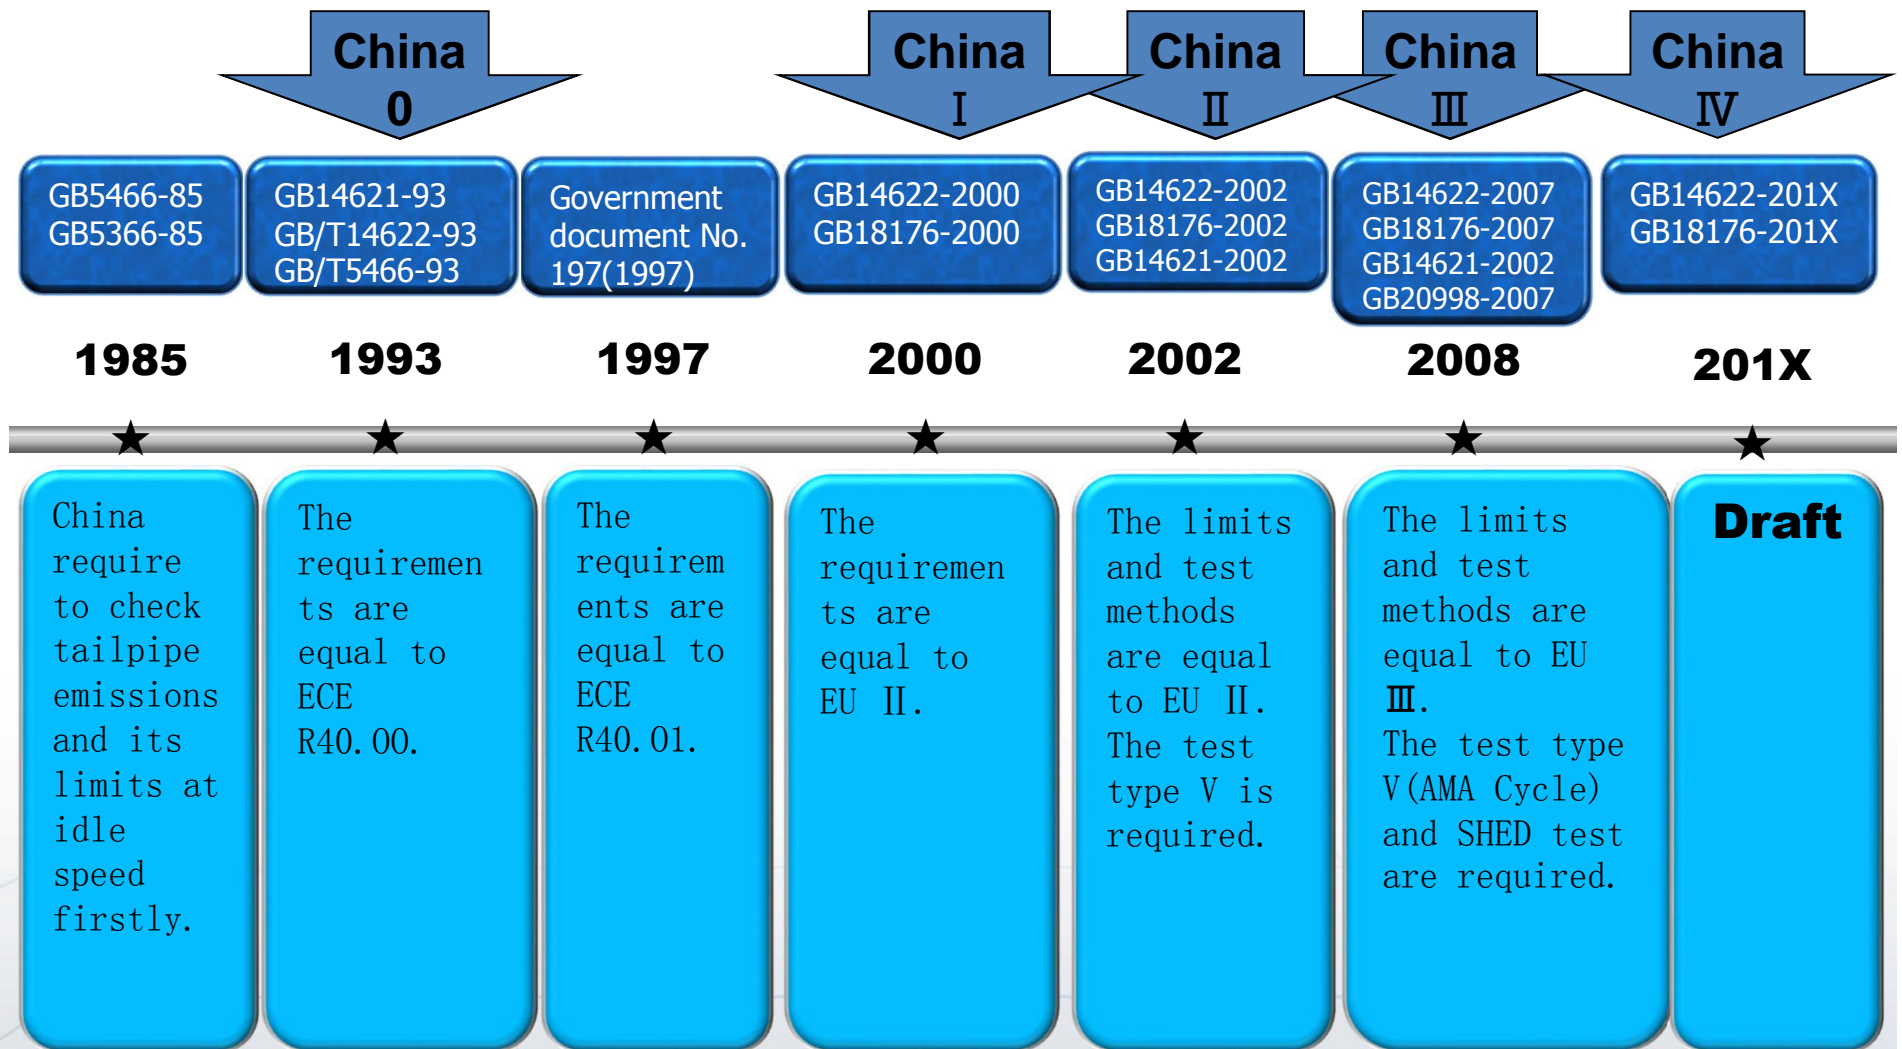 China
0
China
Ⅰ
China
Ⅱ
China
Ⅲ
China
Ⅳ
GB5466-85
GB5366-85
GB14621-93
GB/T14622-93
GB/T5466-93
Government
document No.
197(1997)
GB14622-2000
GB18176-2000
GB14622-2002
GB18176-2002
GB14621-2002
GB14622-2007
GB18176-2007
GB14621-2002
GB20998-2007
GB14622-201X
GB18176-201X
1985
1993
1997
2000
2002
2008
201X
China
require
to check
tailpipe
emissions
and its
limits at
idle
speed
firstly.
The
requiremen
ts are
equal to
ECE
R40.00.
The
requirem
ents are
equal to
ECE
R40.01.
The
requiremen
ts are
equal to
EU Ⅱ.
The limits
and test
methods
are equal
to EU Ⅱ.
The test
type V is
required.
The limits
and test
methods are
equal to EU
Ⅲ.
The test type
V(AMA Cycle)
and SHED test
are required.
Draft